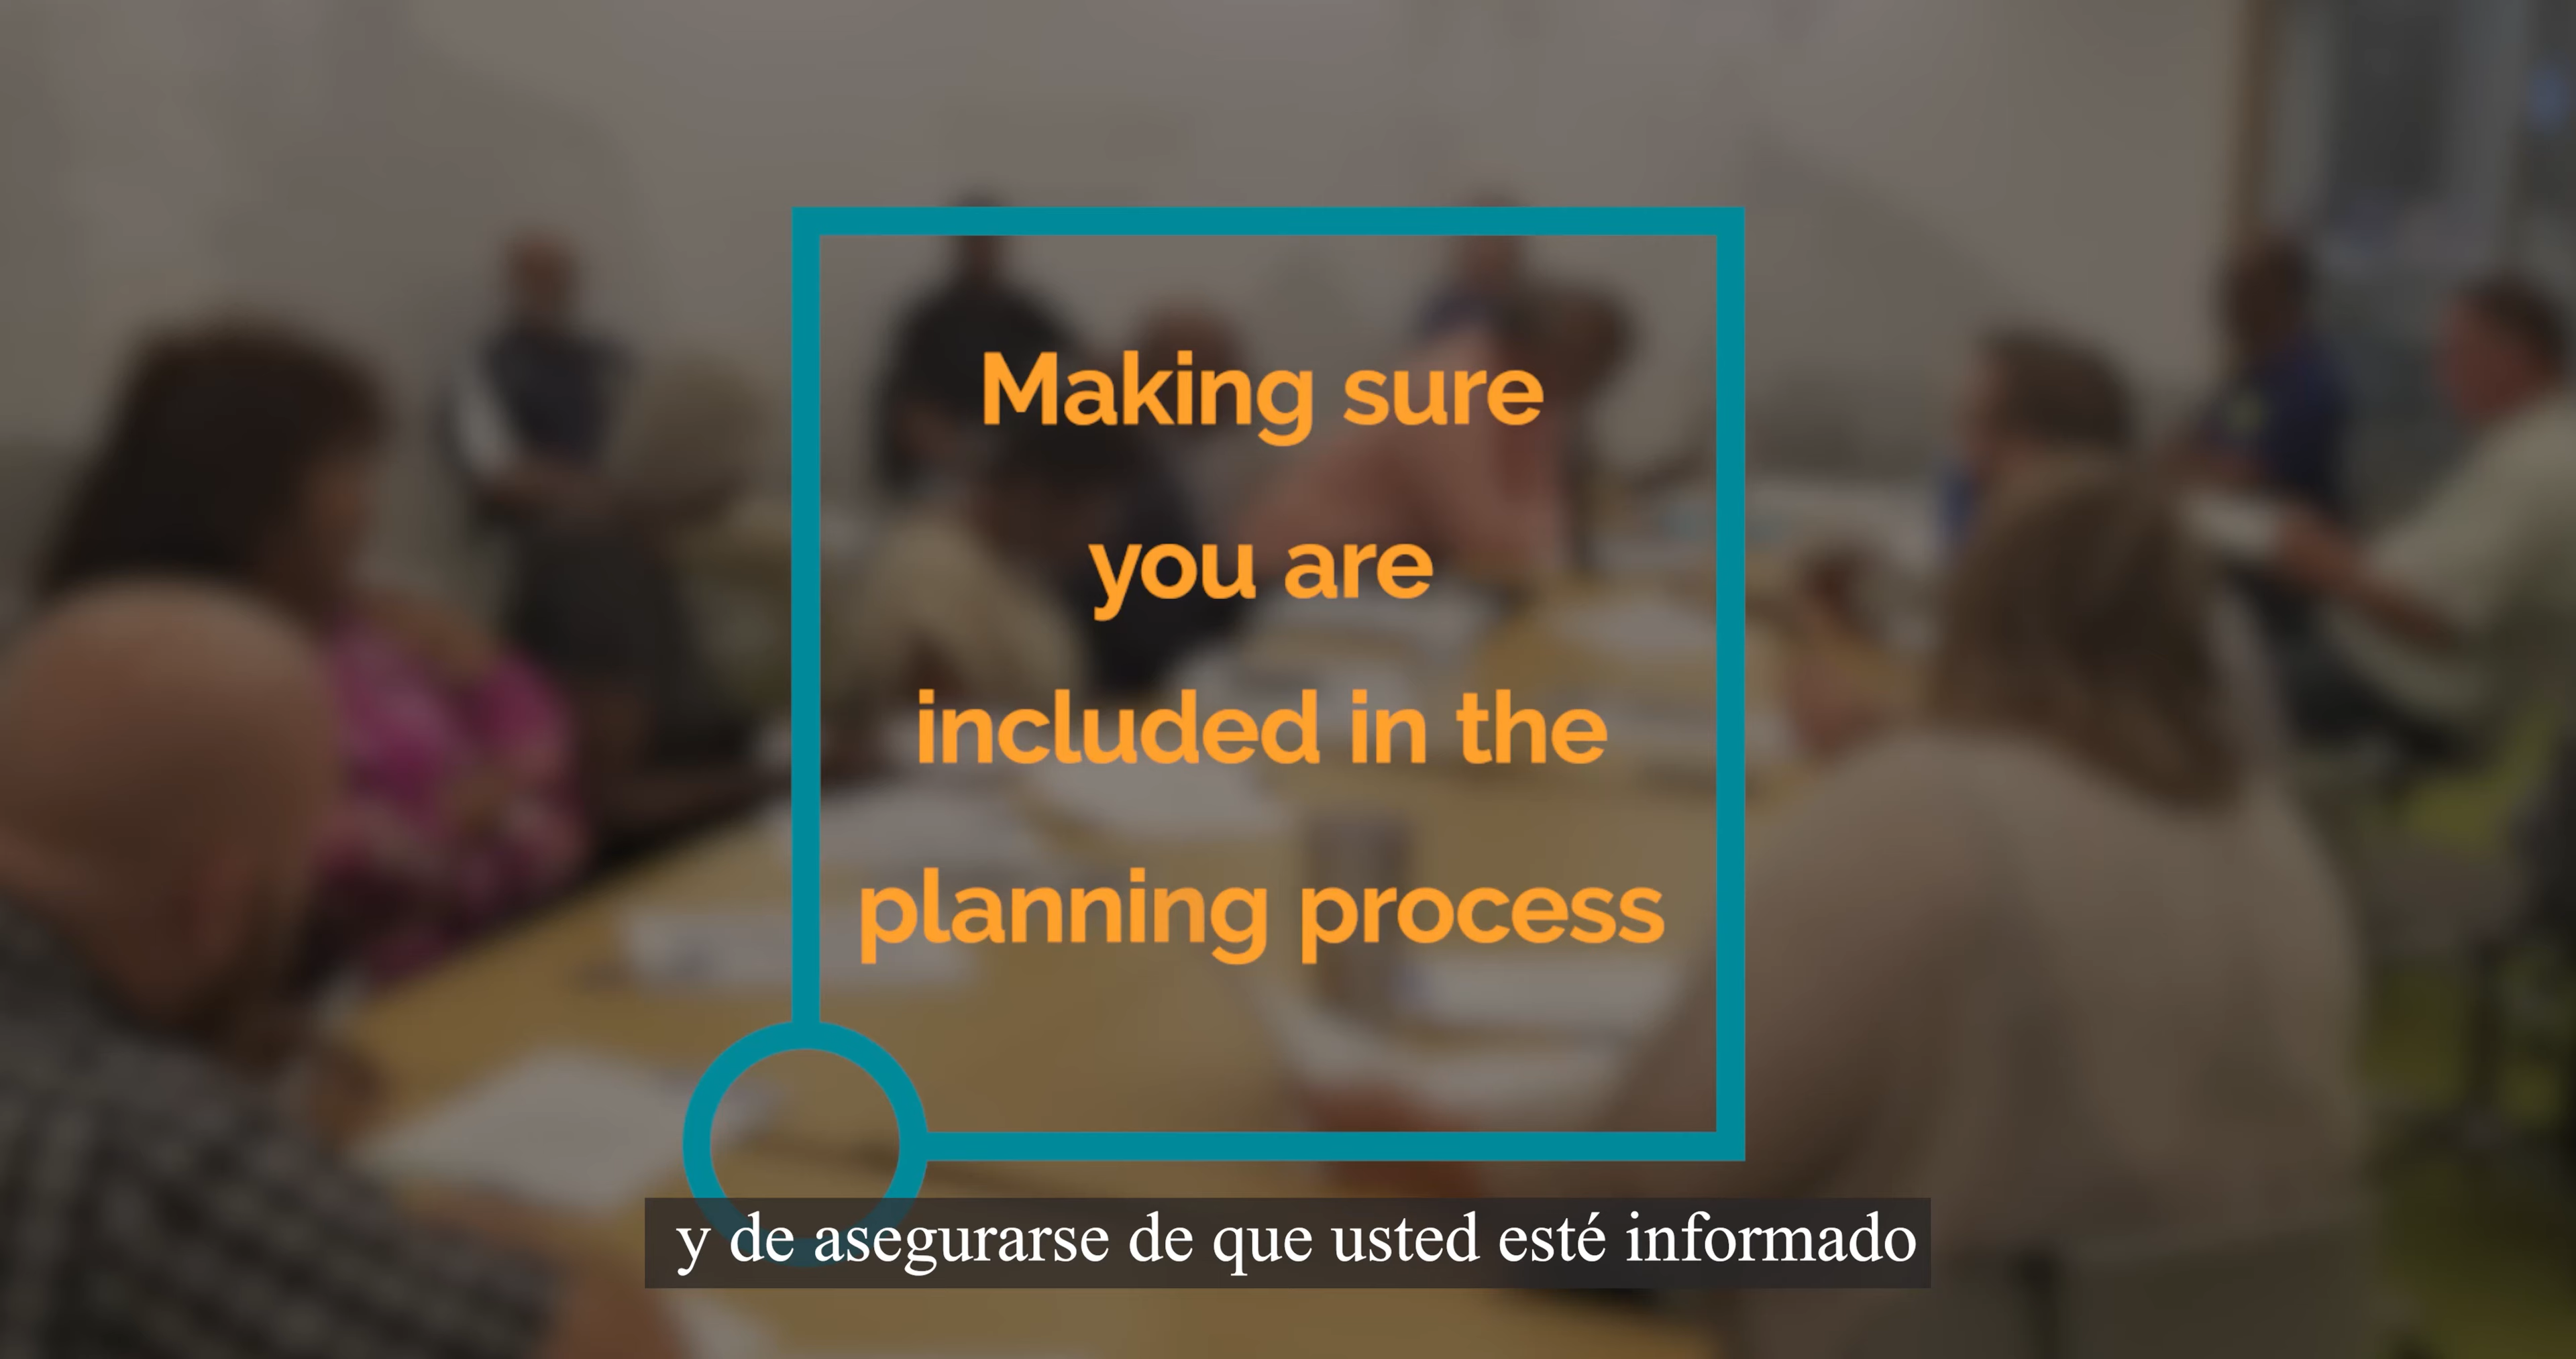 Making sure
you are
included in the
planning process
y de asegurarse de que usted esté informado